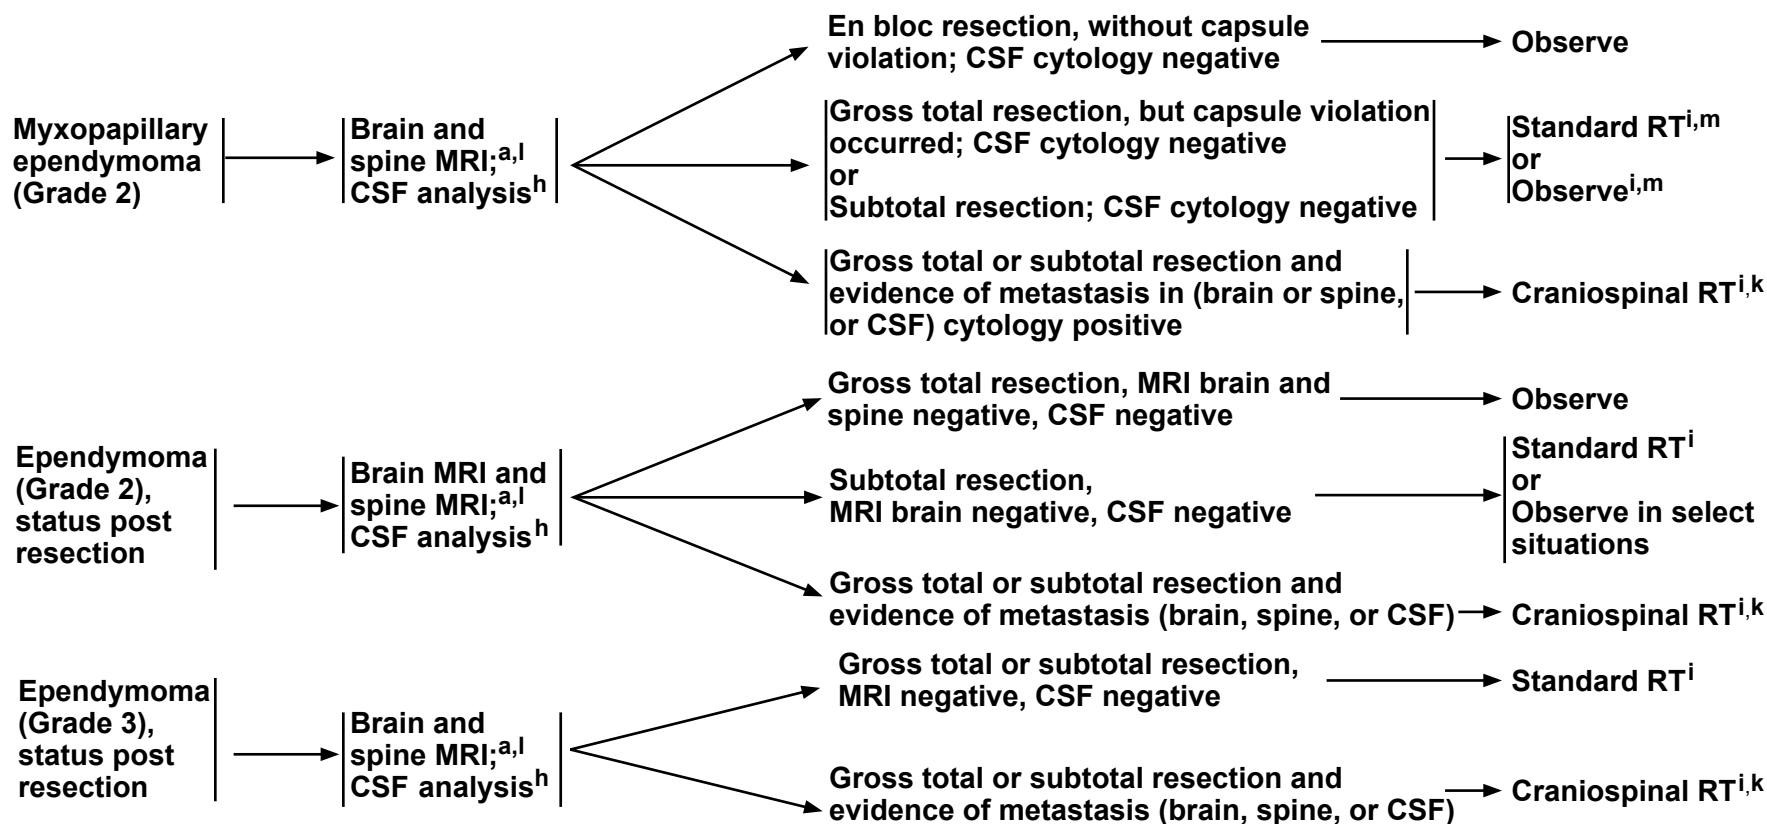 Myxopapillary
ependymoma
(Grade 2)
Brain and
spine MRI;a,l
CSF analysish
En bloc resection, without capsule
violation; CSF cytology negative
Observe
Gross total resection, but capsule violation
occurred; CSF cytology negative
or
Subtotal resection; CSF cytology negative
Standard RTi,m
or
Observei,m
Gross total or subtotal resection and
evidence of metastasis in (brain or spine,
or CSF) cytology positive
Craniospinal RTi,k
Ependymoma
(Grade 2),
status post
resection
Brain MRI and
spine MRI;a,l
CSF analysish
Gross total resection, MRI brain and
spine negative, CSF negative
Observe
Subtotal resection,
MRI brain negative, CSF negative
Standard RTi
or
Observe in select
situations
Gross total or subtotal resection and
evidence of metastasis (brain, spine, or CSF)
Craniospinal RTi,k
Ependymoma
(Grade 3),
status post
resection
Brain and
spine MRI;a,l
CSF analysish
Gross total or subtotal resection,
MRI negative, CSF negative
Standard RTi
Gross total or subtotal resection and
evidence of metastasis (brain, spine, or CSF)
Craniospinal RTi,k